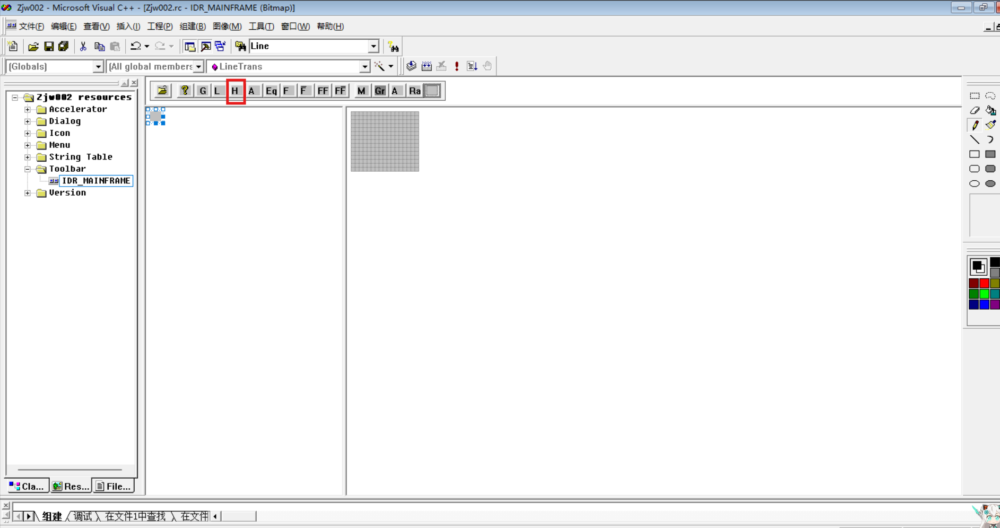 Zjw002 - Microsoft Visual C++ - [Zjw002.rc - IDR_MAINFRAME (Bitmap)]
文件(F) 编辑(E) 查看(V) 插入(I) 工程(P) 组建(B) 图像(M) 工具(T) 窗口(W) 帮助(H)
Line
(Globals) (All global members LineTrans
? G L H A Eq F F̅ FF FF̅ M Gr A Ra
Zjw002 resources
Accelerator
Dialog
Icon
Menu
String Table
Toolbar
IDR_MAINFRAME
Version
Cla... Res... File...
组建 调试 在文件1中查找 在文件